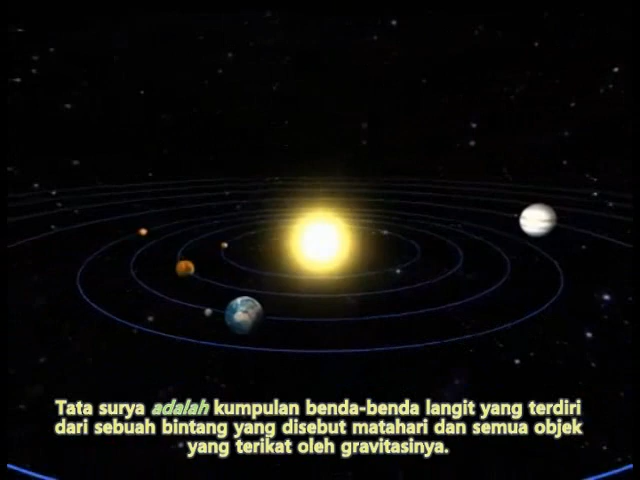 Tata surya adalah kumpulan benda-benda langit yang terdiri
dari sebuah bintang yang disebut matahari dan semua objek
yang terikat oleh gravitasinya.